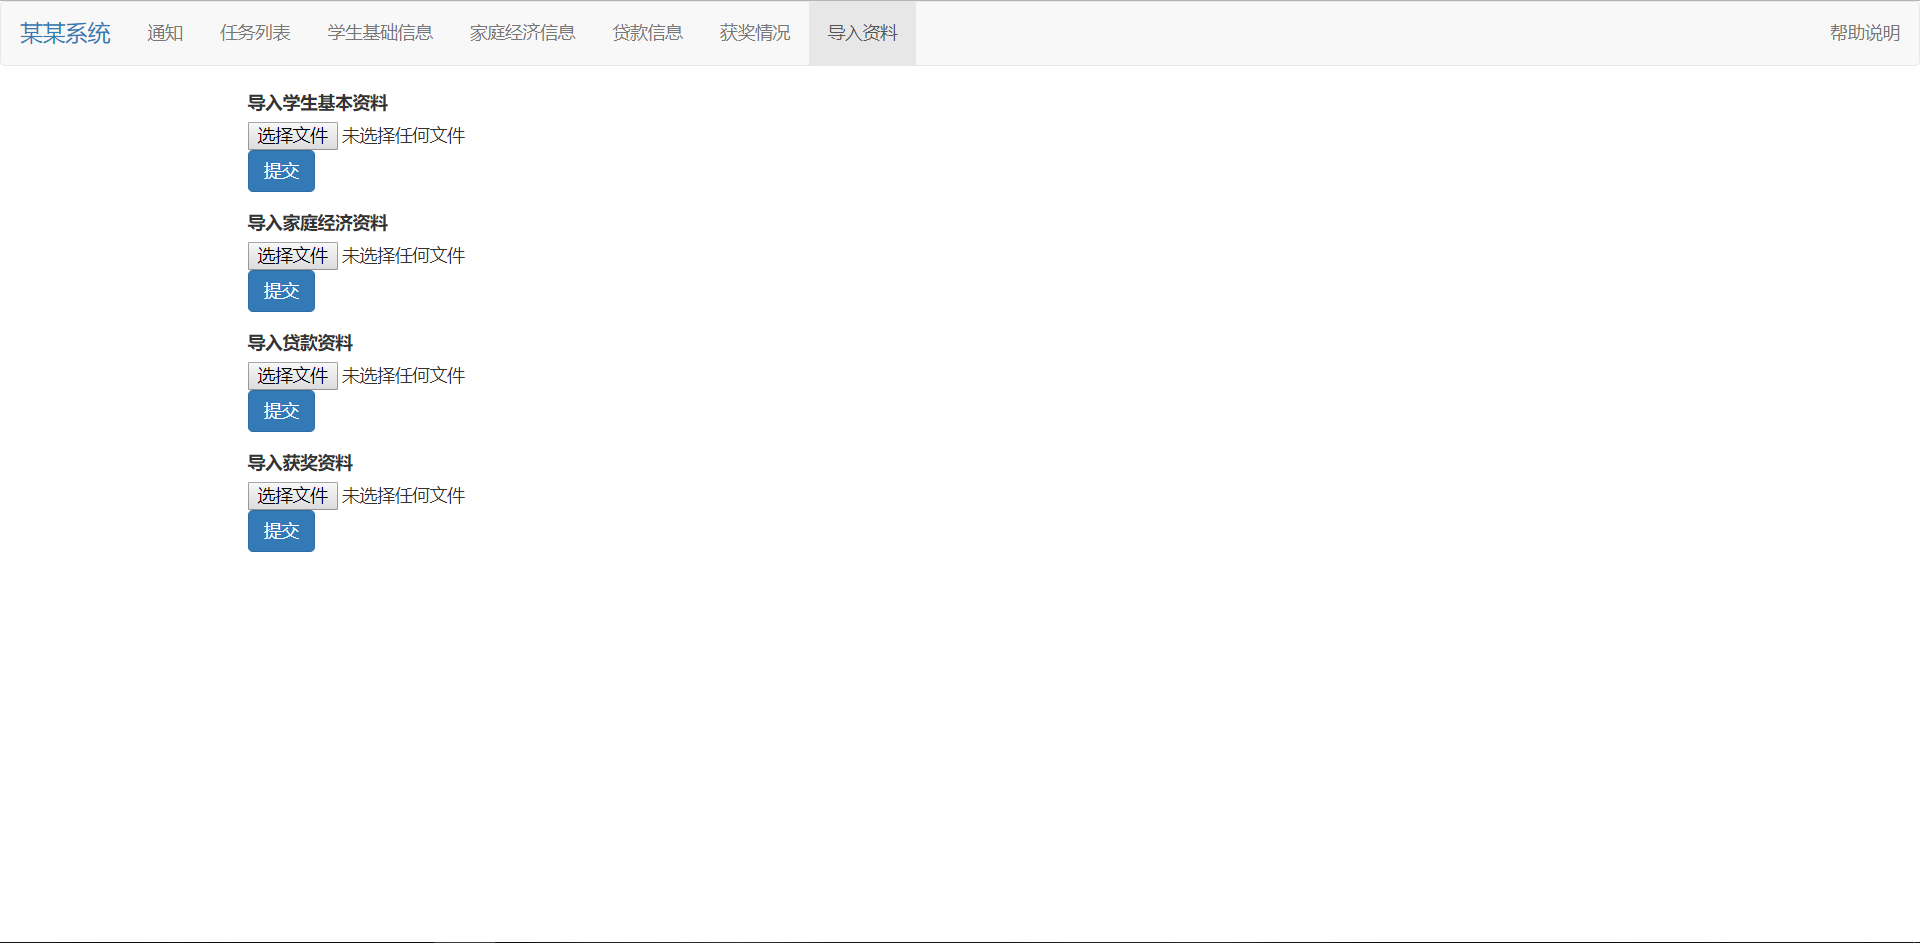 某某系统 通知 任务列表 学生基础信息 家庭经济信息 贷款信息 获奖情况 导入资料 帮助说明
导入学生基本资料
选择文件 未选择任何文件
提交
导入家庭经济资料
选择文件 未选择任何文件
提交
导入贷款资料
选择文件 未选择任何文件
提交
导入获奖资料
选择文件 未选择任何文件
提交